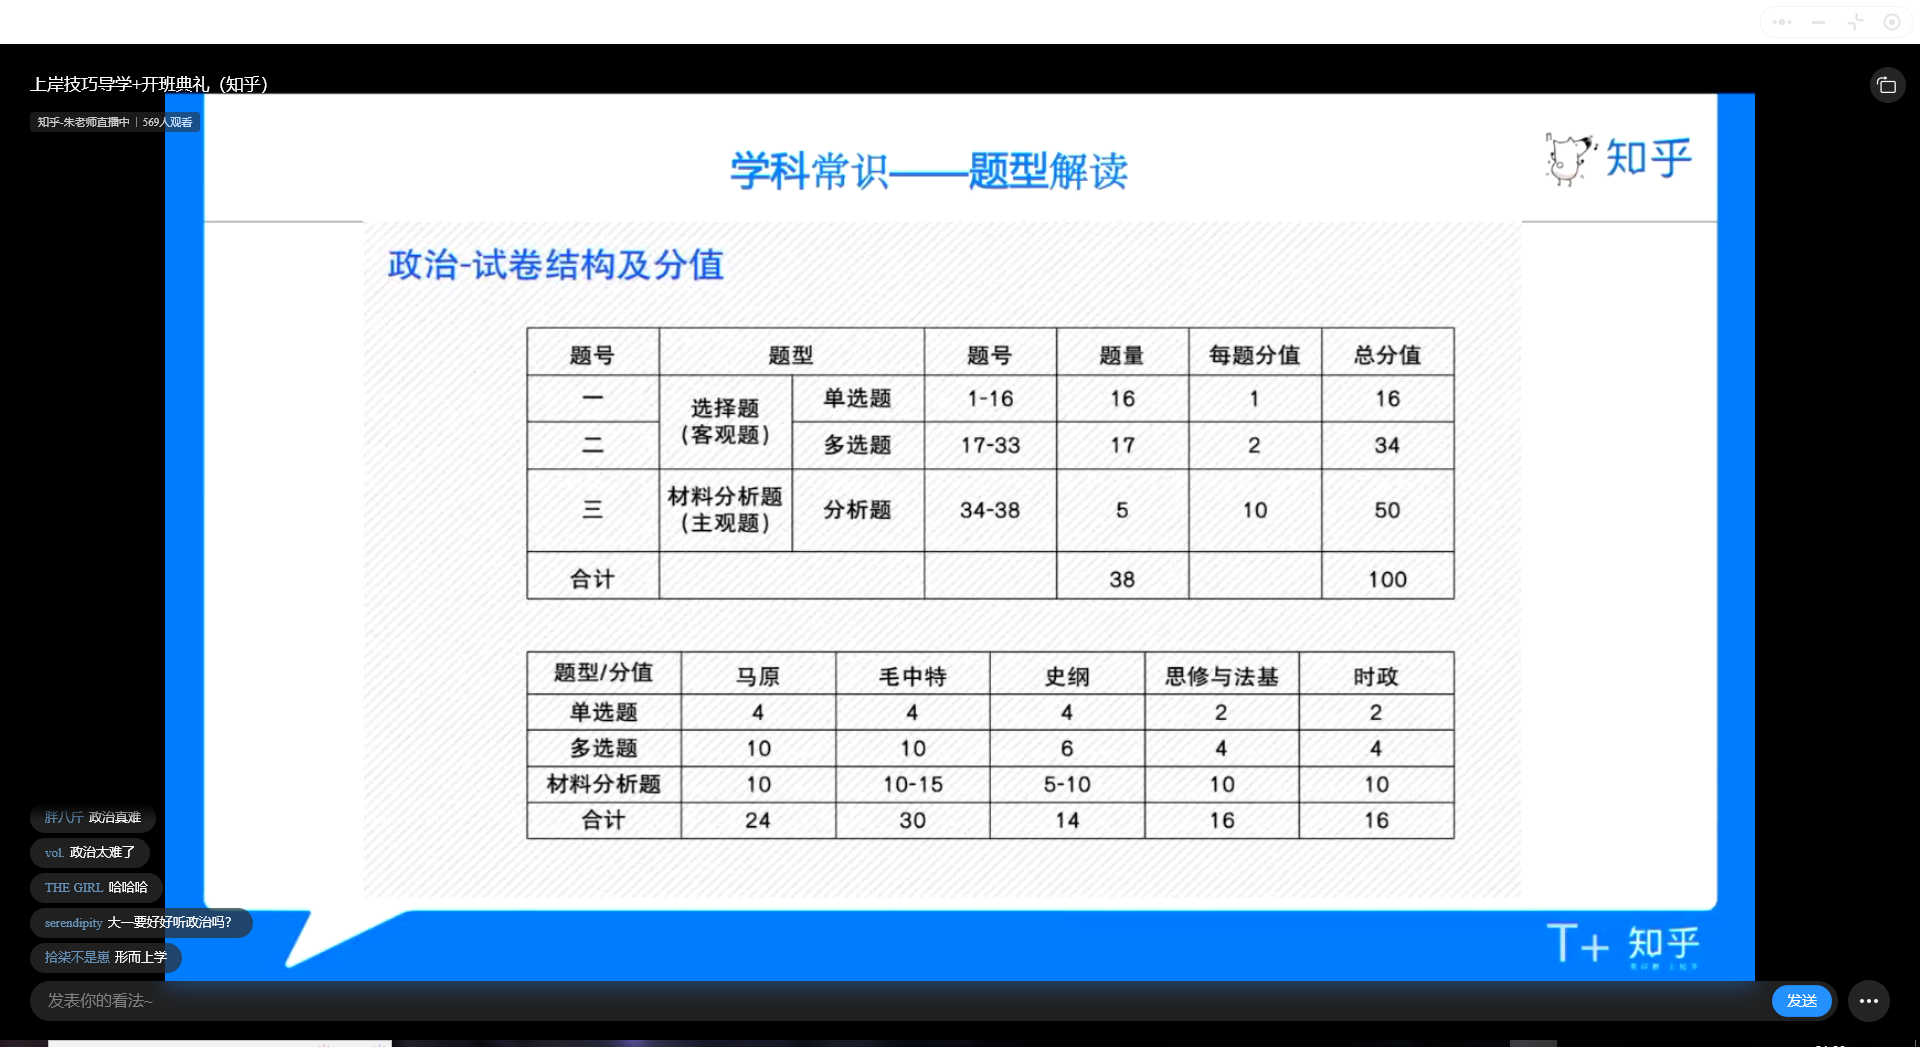 上岸技巧导学+开班典礼（知乎）
知乎-朱老师直播中 | 569人观看
学科常识——题型解读
知乎
政治-试卷结构及分值
题号 题型 题号 题量 每题分值 总分值
一 选择题（客观题） 单选题 1-16 16 1 16
二 多选题 17-33 17 2 34
三 材料分析题（主观题） 分析题 34-38 5 10 50
合计 38 100
题型/分值 马原 毛中特 史纲 思修与法基 时政
单选题 4 4 4 2 2
多选题 10 10 6 4 4
材料分析题 10 10-15 5-10 10 10
合计 24 30 14 16 16
胖八斤 政治真难
vol. 政治太难了
THE GIRL 哈哈哈
serendipity 大一要好好听政治吗?
拾柒不是崽 形而上学
T+ 知乎
发表你的看法~
发送